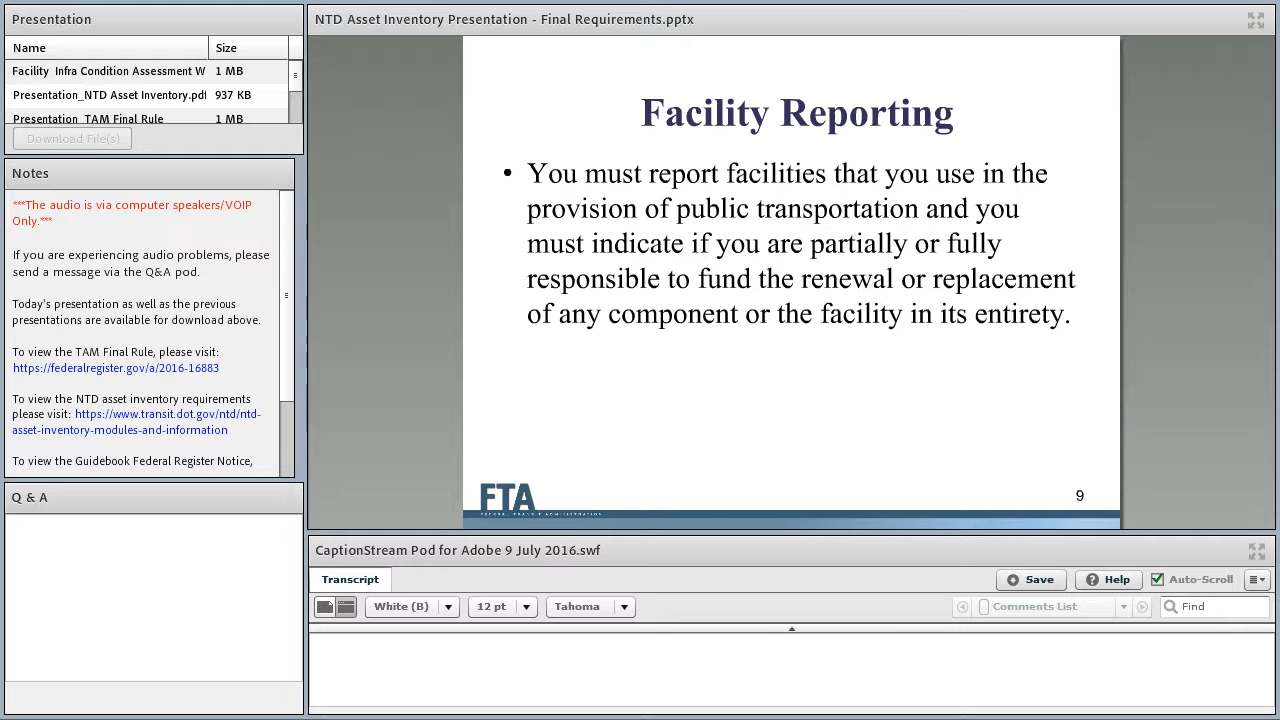 Presentation
Name Size
Facility Infra Condition Assessment W 1 MB
Presentation_NTD Asset Inventory.pdf 937 KB
Presentation_TAM Final Rule 1 MB
Download File(s)
Notes
***The audio is via computer speakers/VOIP
Only.***
If you are experiencing audio problems, please
send a message via the Q&A pod.
Today's presentation as well as the previous
presentations are available for download above.
To view the TAM Final Rule, please visit:
https://federalregister.gov/a/2016-16883
To view the NTD asset inventory requirements
please visit: https://www.transit.dot.gov/ntd/ntd-
asset-inventory-modules-and-information
To view the Guidebook Federal Register Notice,
Q & A
NTD Asset Inventory Presentation - Final Requirements.pptx
Facility Reporting
• You must report facilities that you use in the
provision of public transportation and you
must indicate if you are partially or fully
responsible to fund the renewal or replacement
of any component or the facility in its entirety.
FTA
FEDERAL TRANSIT ADMINISTRATION
9
CaptionStream Pod for Adobe 9 July 2016.swf
Transcript Save Help Auto-Scroll
White (B) 12 pt Tahoma Comments List Find